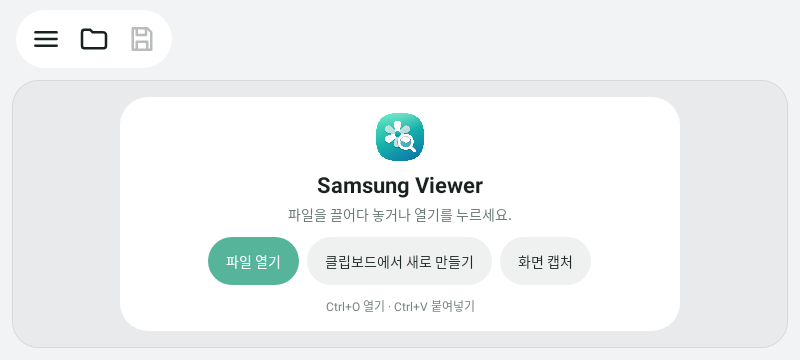 Samsung Viewer
파일을 끌어다 놓거나 열기를 누르세요.
파일 열기
클립보드에서 새로 만들기
화면 캡처
Ctrl+O 열기 · Ctrl+V 붙여넣기